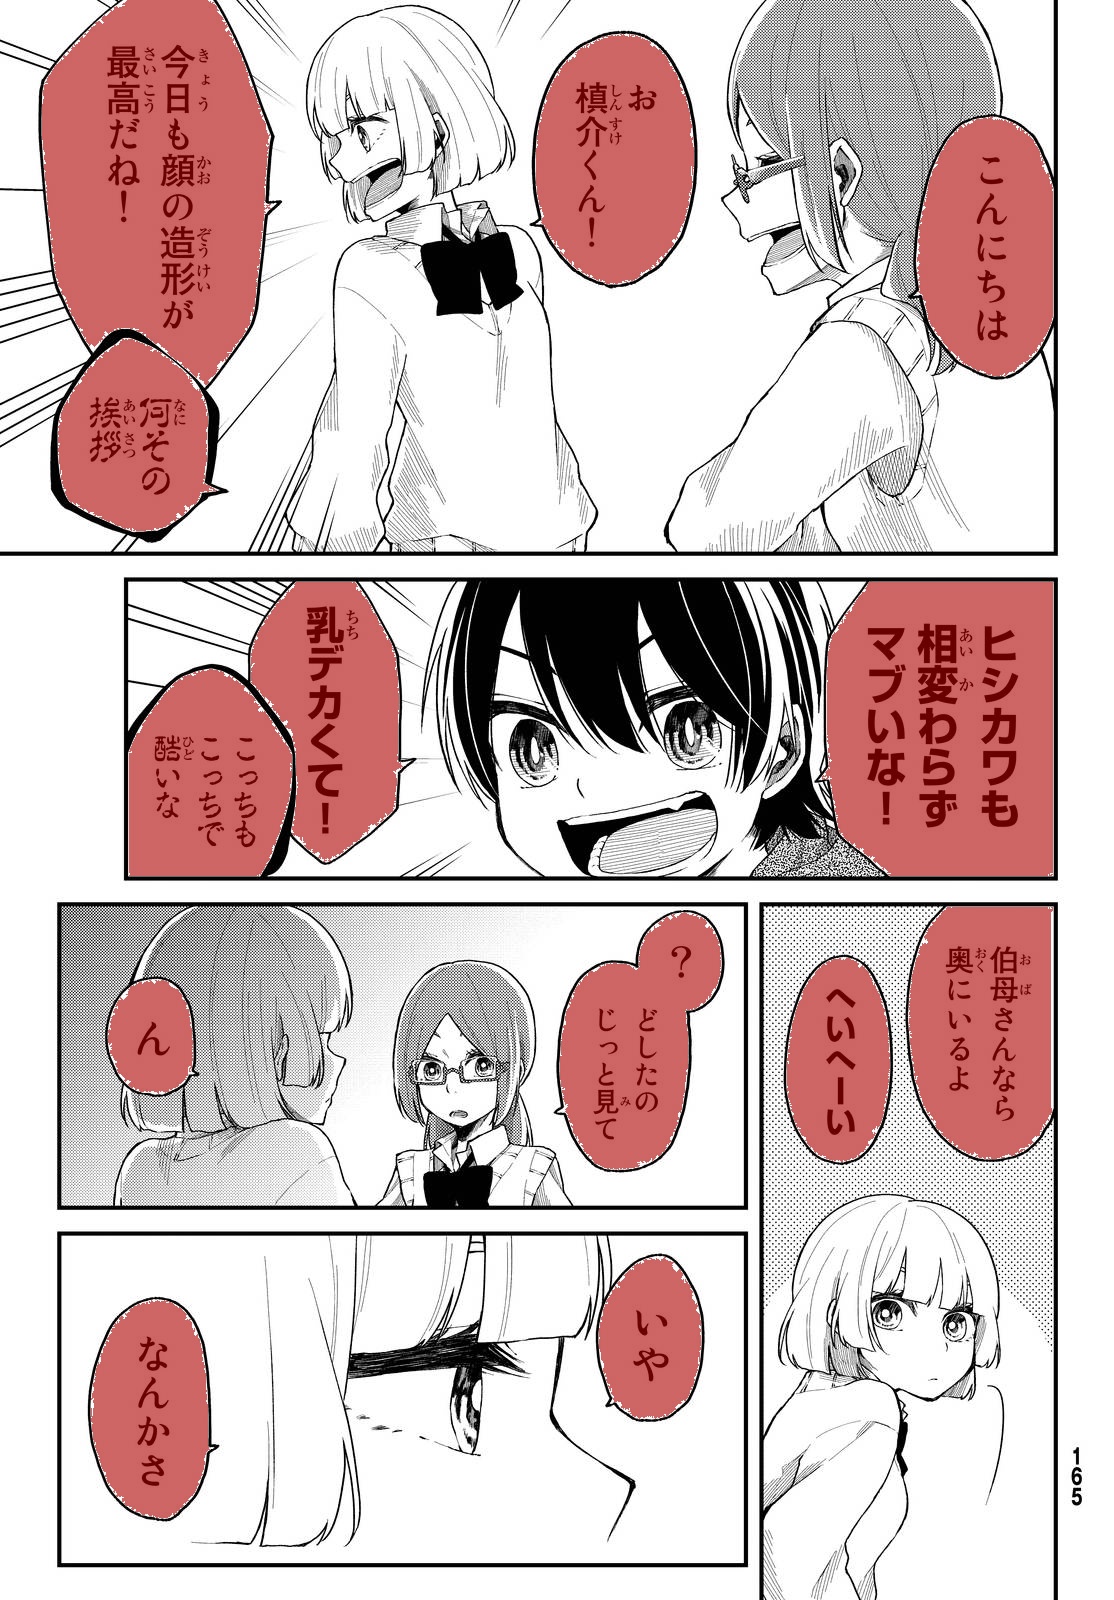 こんにちは
お
槙介くん！
今日も顔の造形が
最高だね！
何その
挨拶
ヒシカワも
相変わらず
マブいな！
乳デカくて！
こっちも
こっちで
酷いな
伯母さんなら
奥にいるよ
へいへーい
？
どしたの
じっと見て
ん
いや
なんかさ
165